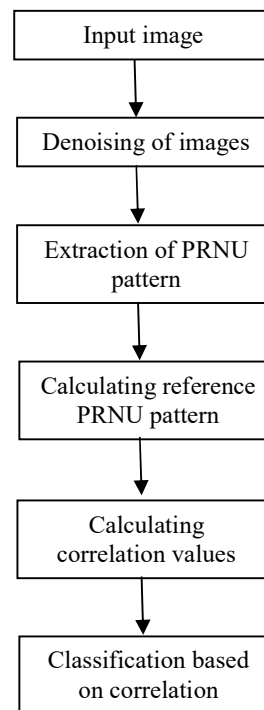 Input image
Denoising of images
Extraction of PRNU
pattern
Calculating reference
PRNU pattern
Calculating
correlation values
Classification based
on correlation